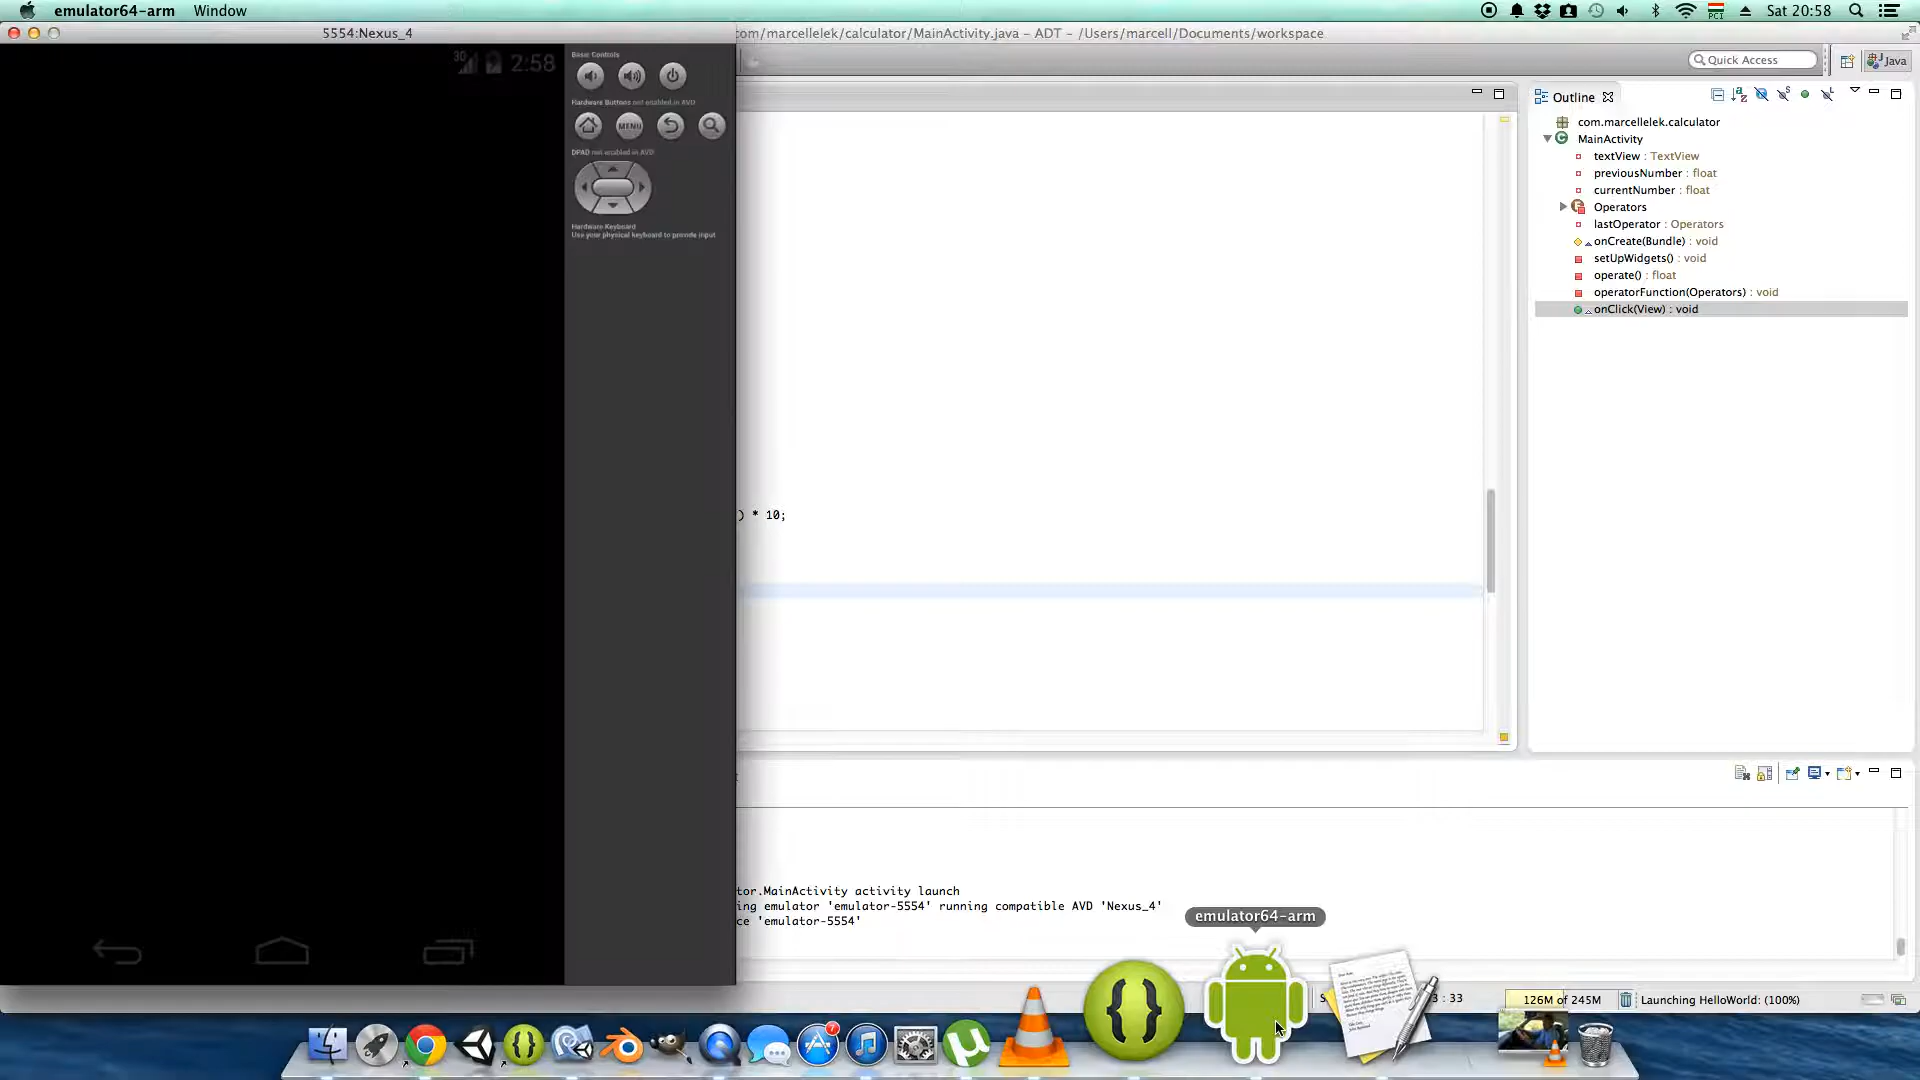 emulator64-arm Window
Sat 20:58
5554:Nexus_4
com/marcellelek/calculator/MainActivity.java - ADT - /Users/marcell/Documents/workspace
3G 2:58
Basic Controls
Hardware Buttons not enabled in AVD
MENU
DPAD not enabled in AVD
Hardware Keyboard
Use your physical keyboard to provide input
Quick Access
Java
Outline
com.marcellelek.calculator
MainActivity
textView : TextView
previousNumber : float
currentNumber : float
Operators
lastOperator : Operators
onCreate(Bundle) : void
setUpWidgets() : void
operate() : float
operatorFunction(Operators) : void
onClick(View) : void
) * 10;
tor.MainActivity activity launch
ing emulator 'emulator-5554' running compatible AVD 'Nexus_4'
ce 'emulator-5554'
emulator64-arm
: 33
126M of 245M
Launching HelloWorld: (100%)
7